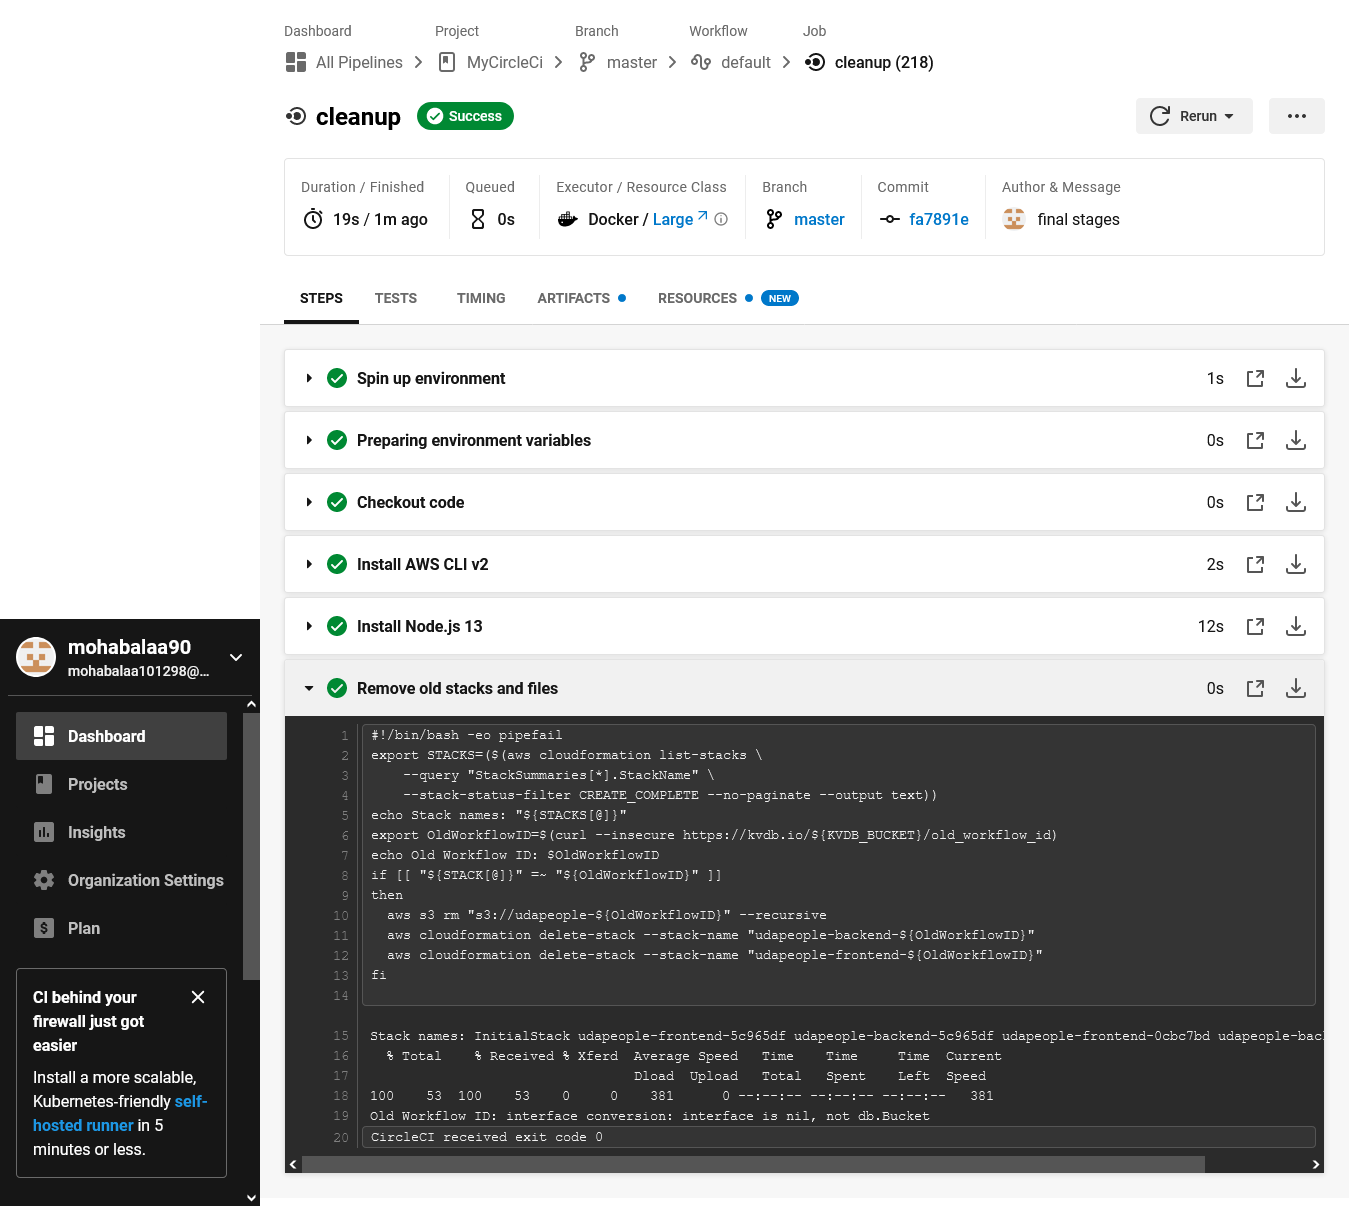 Dashboard Project Branch Workflow Job
All Pipelines MyCircleCi master default cleanup (218)
cleanup Success Rerun
Duration / Finished Queued Executor / Resource Class Branch Commit Author & Message
19s / 1m ago 0s Docker / Large master fa7891e final stages
STEPS TESTS TIMING ARTIFACTS RESOURCES NEW
Spin up environment 1s
Preparing environment variables 0s
Checkout code 0s
Install AWS CLI v2 2s
Install Node.js 13 12s
Remove old stacks and files 0s
1 #!/bin/bash -eo pipefail
2 export STACKS=($(aws cloudformation list-stacks \
3     --query "StackSummaries[*].StackName" \
4     --stack-status-filter CREATE_COMPLETE --no-paginate --output text))
5 echo Stack names: "${STACKS[@]}"
6 export OldWorkflowID=$(curl --insecure https://kvdb.io/${KVDB_BUCKET}/old_workflow_id)
7 echo Old Workflow ID: $OldWorkflowID
8 if [[ "${STACK[@]}" =~ "${OldWorkflowID}" ]]
9 then
10   aws s3 rm "s3://udapeople-${OldWorkflowID}" --recursive
11   aws cloudformation delete-stack --stack-name "udapeople-backend-${OldWorkflowID}"
12   aws cloudformation delete-stack --stack-name "udapeople-frontend-${OldWorkflowID}"
13 fi
14
15 Stack names: InitialStack udapeople-frontend-5c965df udapeople-backend-5c965df udapeople-frontend-0cbc7bd udapeople-bac
16   % Total    % Received % Xferd  Average Speed   Time    Time     Time  Current
17                                  Dload  Upload   Total   Spent    Left  Speed
18 100    53  100    53    0     0    381      0 --:--:-- --:--:-- --:--:--   381
19 Old Workflow ID: interface conversion: interface is nil, not db.Bucket
20 CircleCI received exit code 0
mohabalaa90
mohabalaa101298@...
Dashboard
Projects
Insights
Organization Settings
Plan
CI behind your
firewall just got
easier
Install a more scalable,
Kubernetes-friendly self-
hosted runner in 5
minutes or less.